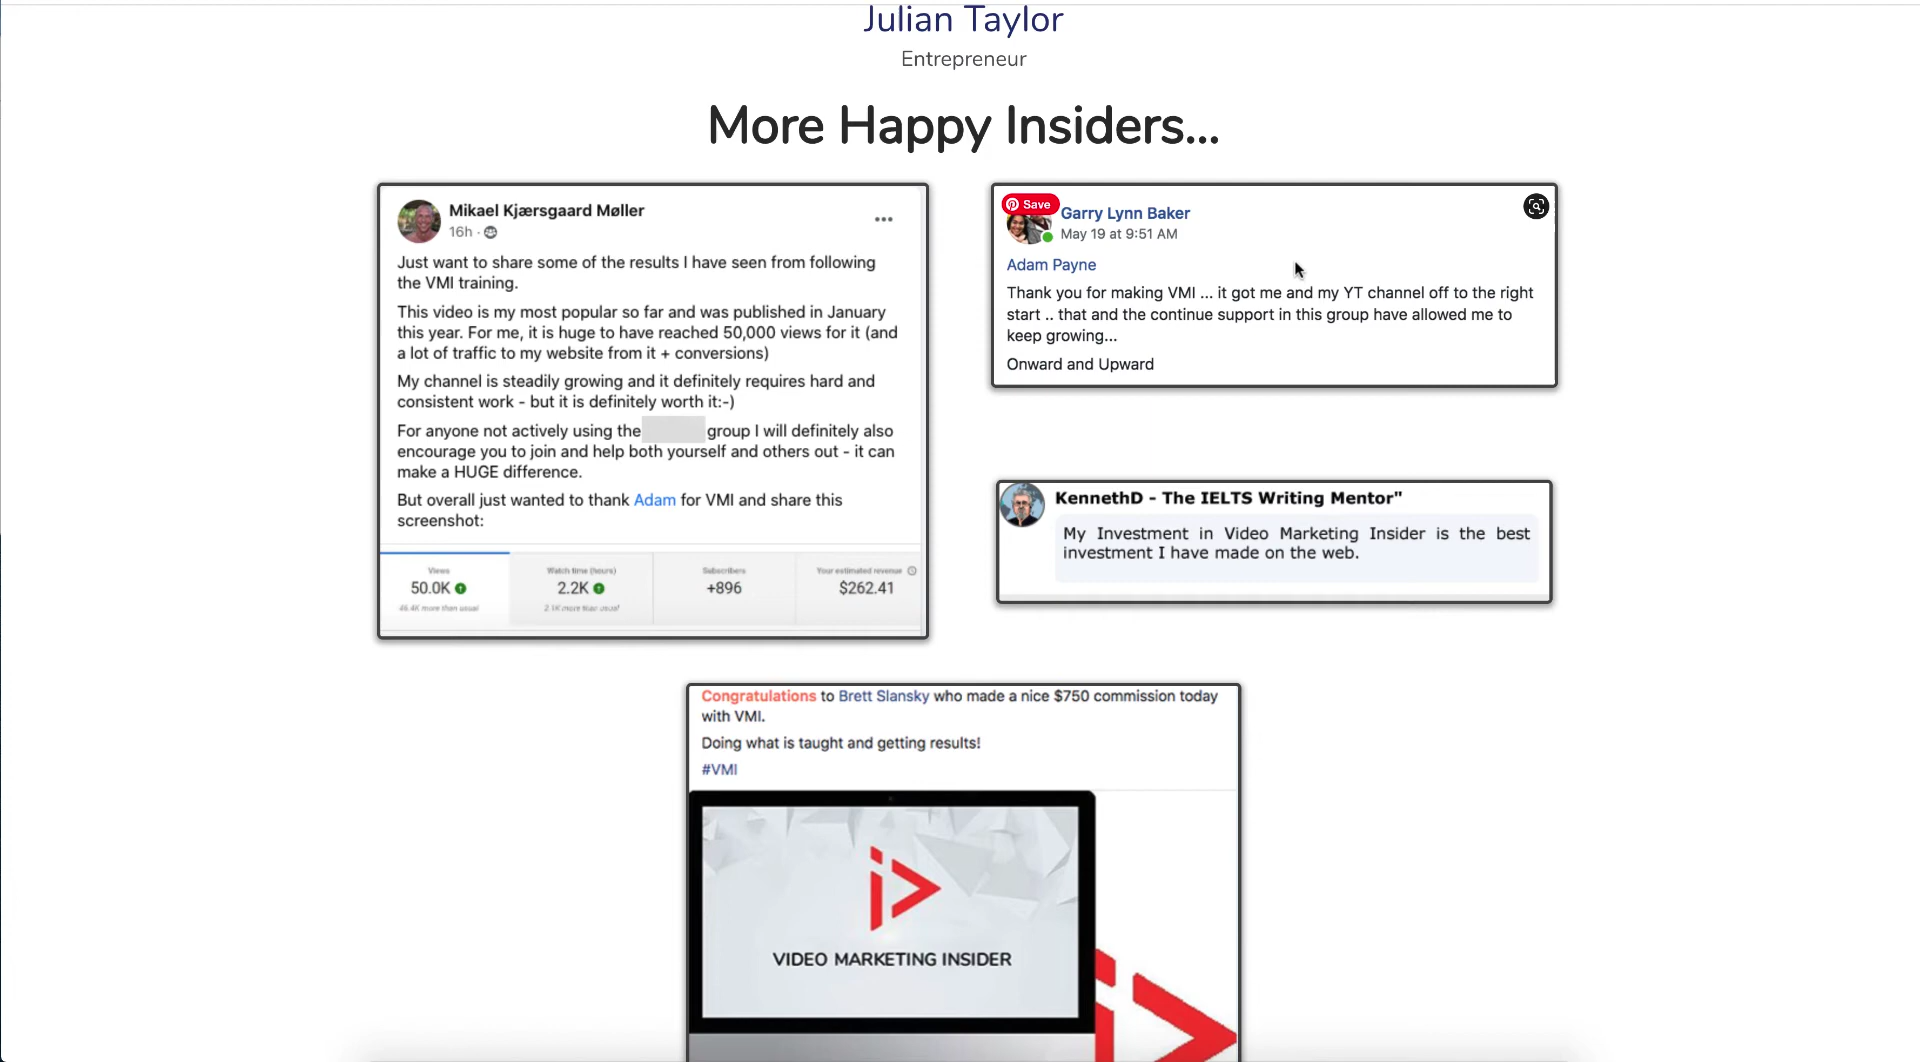 Julian Taylor
Entrepreneur
More Happy Insiders...
Mikael Kjærsgaard Møller
16h ·
Just want to share some of the results I have seen from following
the VMI training.
This video is my most popular so far and was published in January
this year. For me, it is huge to have reached 50,000 views for it (and
a lot of traffic to my website from it + conversions)
My channel is steadily growing and it definitely requires hard and
consistent work - but it is definitely worth it:-)
For anyone not actively using the group I will definitely also
encourage you to join and help both yourself and others out - it can
make a HUGE difference.
But overall just wanted to thank Adam for VMI and share this
screenshot:
Views
50.0K
46.4K more than usual
Watch time (hours)
2.2K
2.1K more than usual
Subscribers
+896
Your estimated revenue
$262.41
Save
Garry Lynn Baker
May 19 at 9:51 AM
Adam Payne
Thank you for making VMI ... it got me and my YT channel off to the right
start .. that and the continue support in this group have allowed me to
keep growing...
Onward and Upward
KennethD - The IELTS Writing Mentor"
My Investment in Video Marketing Insider is the best
investment I have made on the web.
Congratulations to Brett Slansky who made a nice $750 commission today
with VMI.
Doing what is taught and getting results!
#VMI
VIDEO MARKETING INSIDER